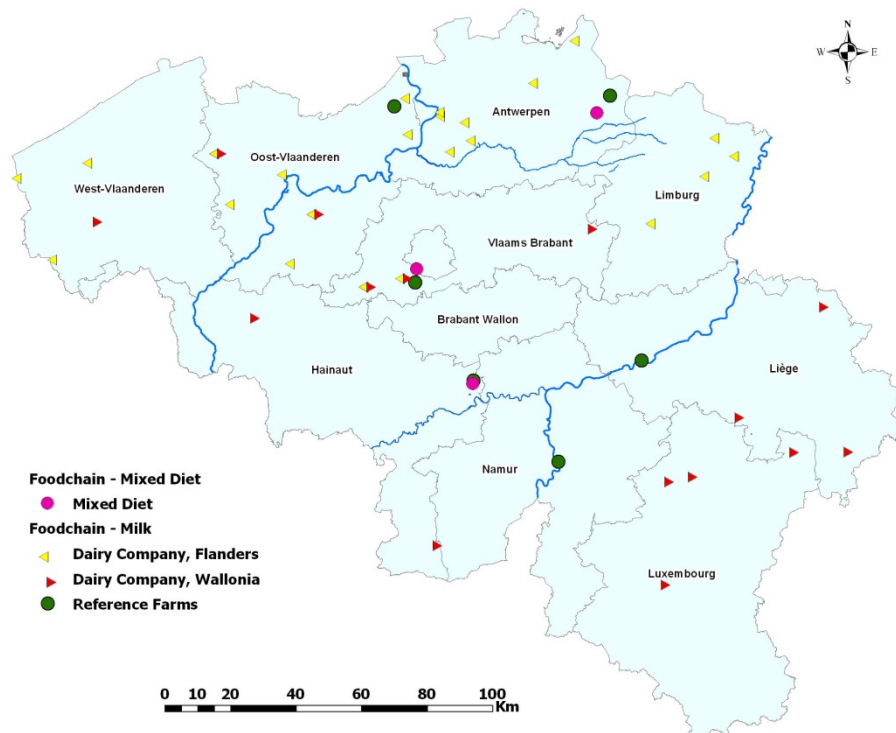 N
W E
S
Antwerpen
Oost-Vlaanderen
West-Vlaanderen
Limburg
Vlaams Brabant
Brabant Wallon
Hainaut
Liège
Namur
Luxembourg
Foodchain - Mixed Diet
Mixed Diet
Foodchain - Milk
Dairy Company, Flanders
Dairy Company, Wallonia
Reference Farms
0 10 20 40 60 80 100
Km